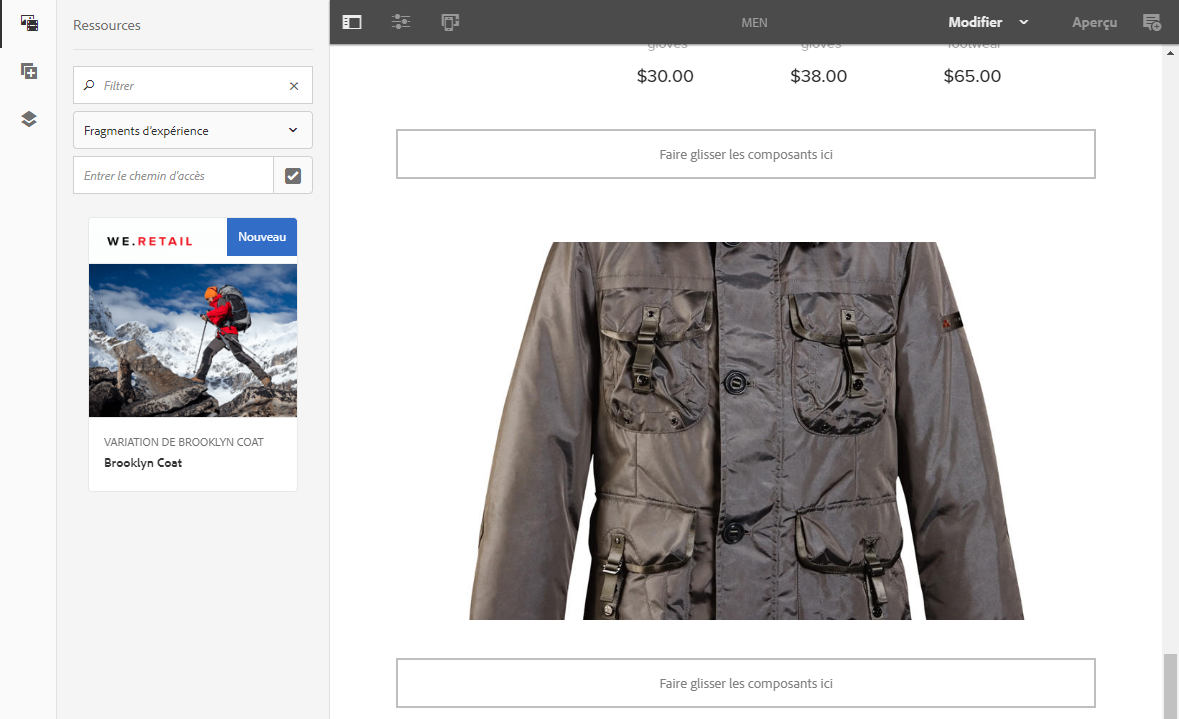 Ressources
MEN
Modifier
Aperçu
Filtrer
Fragments d'expérience
Entrer le chemin d'accès
WE.RETAIL
Nouveau
VARIATION DE BROOKLYN COAT
Brooklyn Coat
gloves gloves footwear
$30.00 $38.00 $65.00
Faire glisser les composants ici
Faire glisser les composants ici